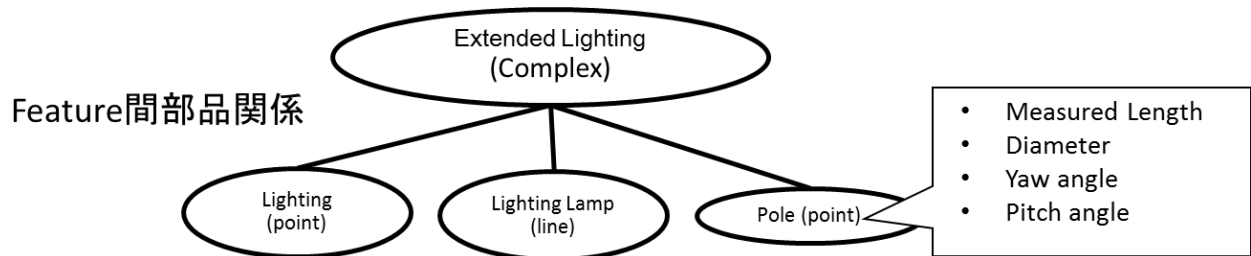 Extended Lighting
(Complex)
Feature間部品関係
Lighting
(point)
Lighting Lamp
(line)
Pole (point)
• Measured Length
• Diameter
• Yaw angle
• Pitch angle